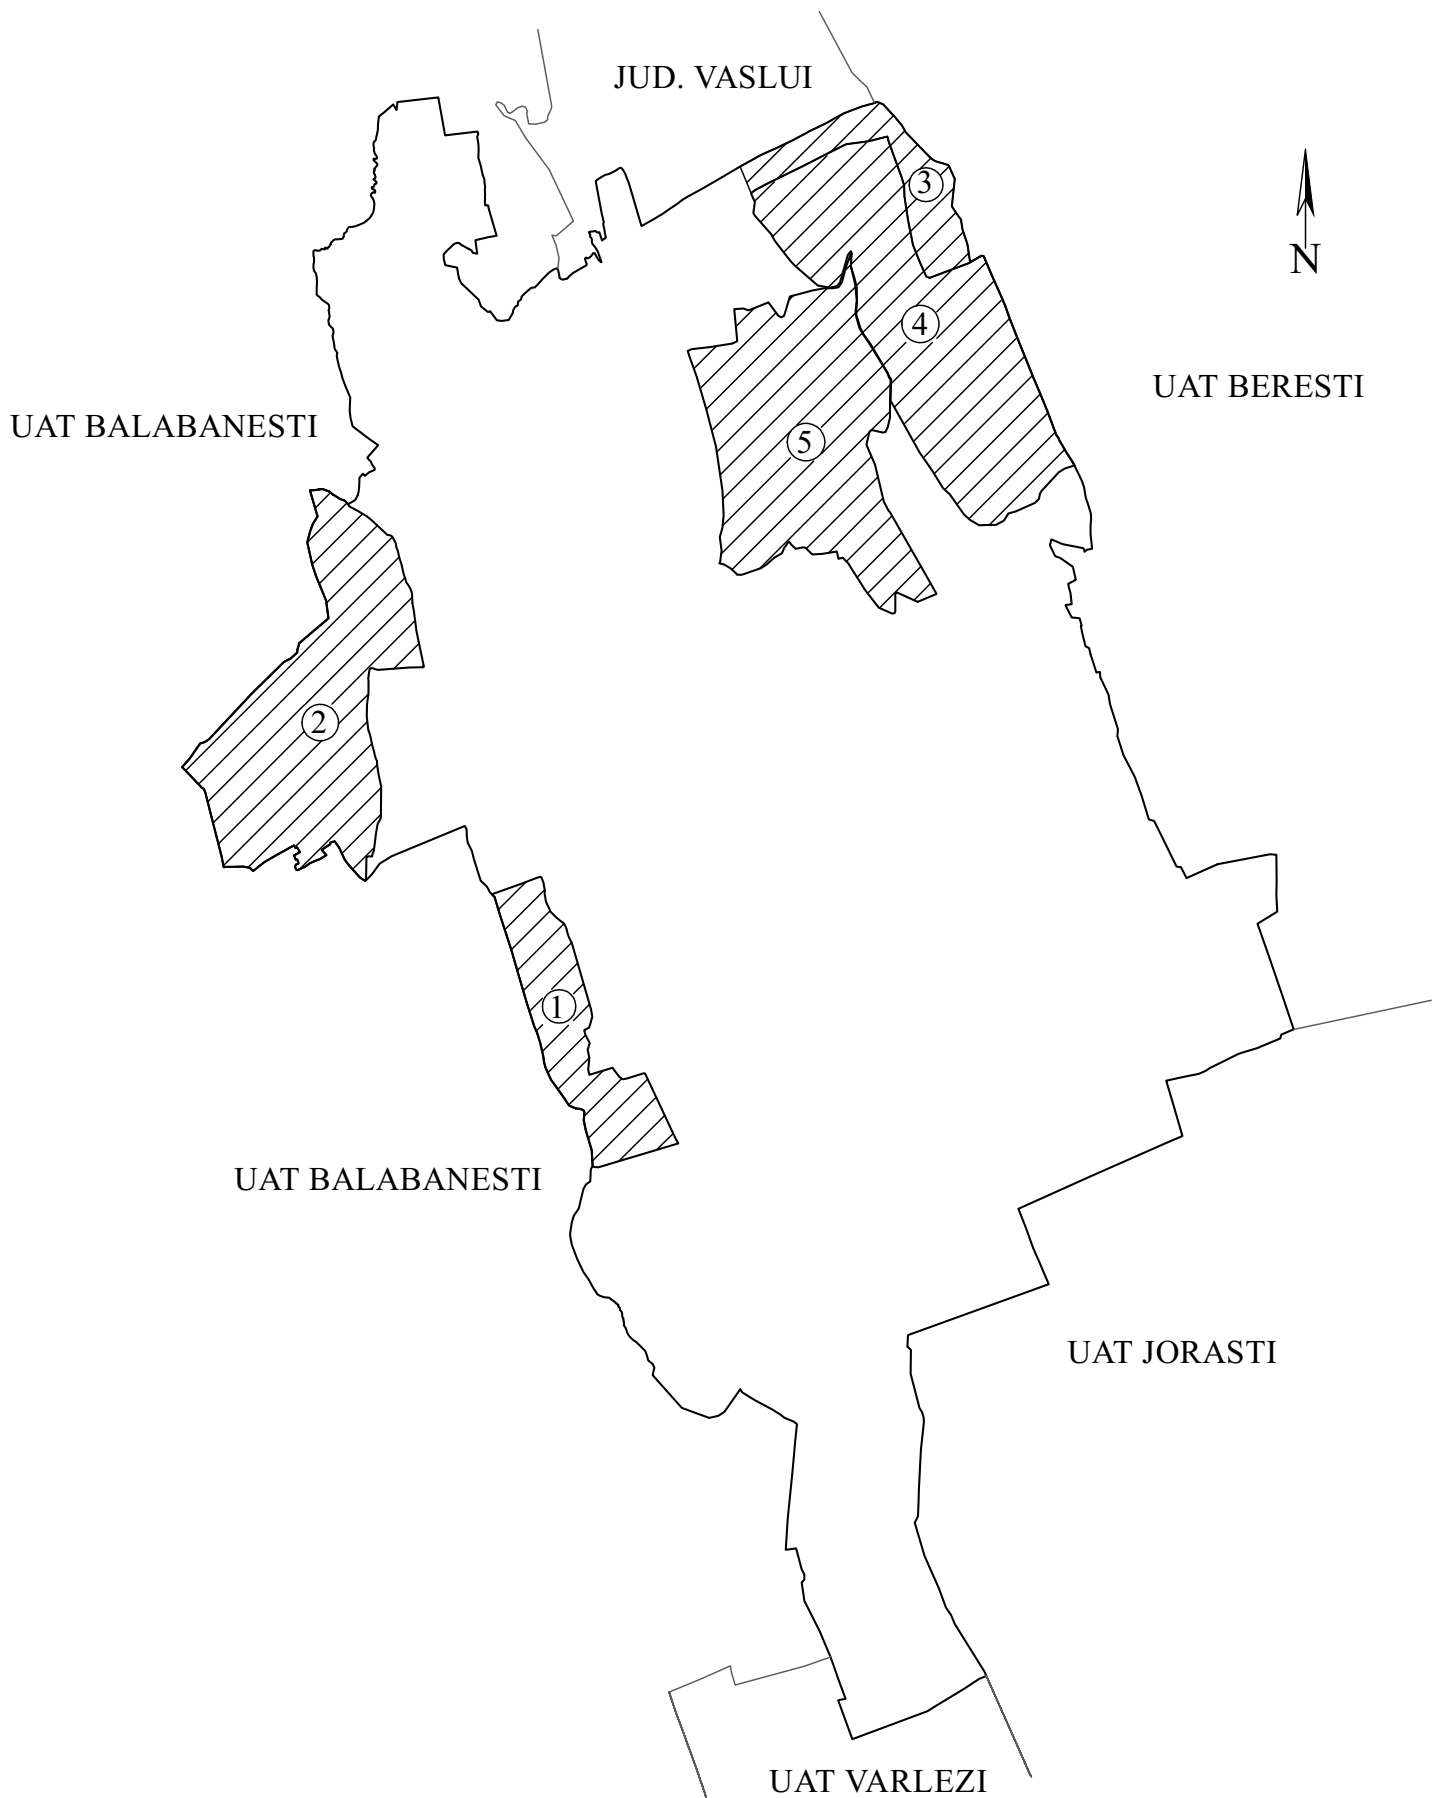 JUD. VASLUI
3
N
4
UAT BERESTI
UAT BALABANESTI
5
2
1
UAT BALABANESTI
UAT JORASTI
UAT VARLEZI